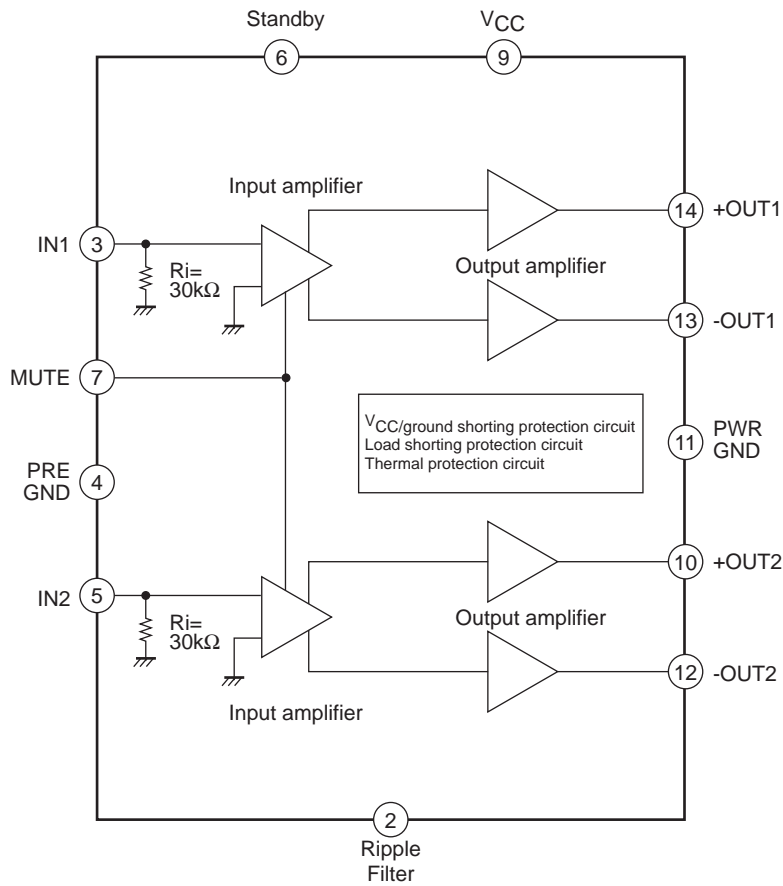 Standby
VCC
6
9
Input amplifier
14
+OUT1
IN1
3
Ri=
30kΩ
Output amplifier
13
-OUT1
MUTE
7
VCC/ground shorting protection circuit
Load shorting protection circuit
Thermal protection circuit
11
PWR
GND
PRE
GND
4
10
+OUT2
IN2
5
Ri=
30kΩ
Output amplifier
12
-OUT2
Input amplifier
2
Ripple
Filter